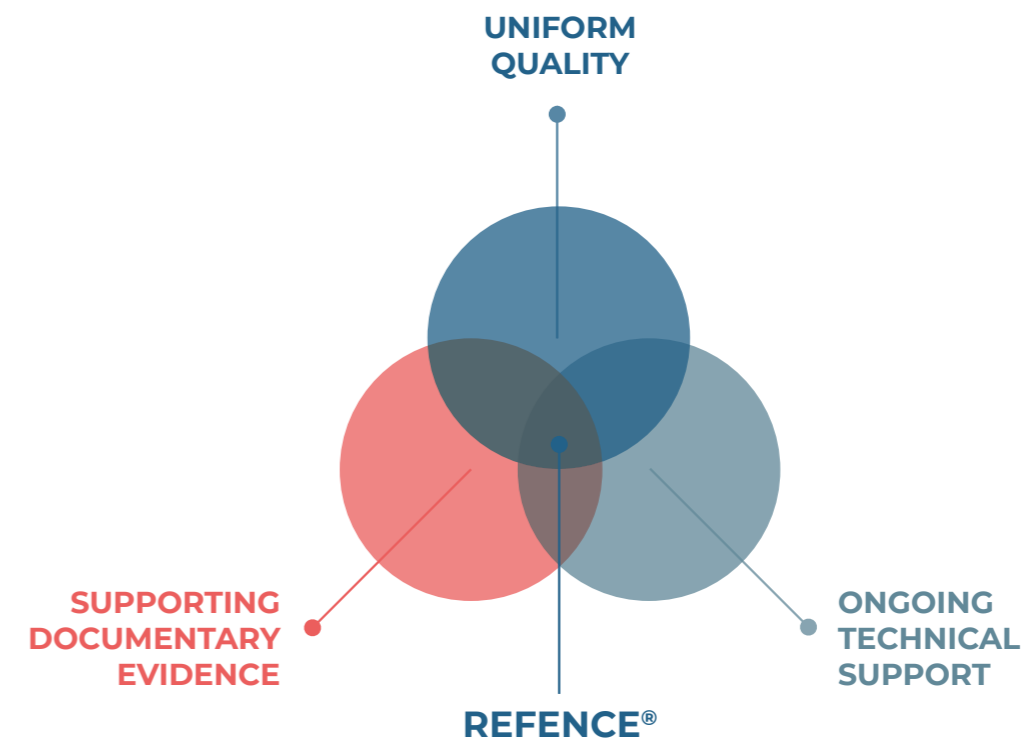 UNIFORM
QUALITY
SUPPORTING
DOCUMENTARY
EVIDENCE
ONGOING
TECHNICAL
SUPPORT
REFENCE®